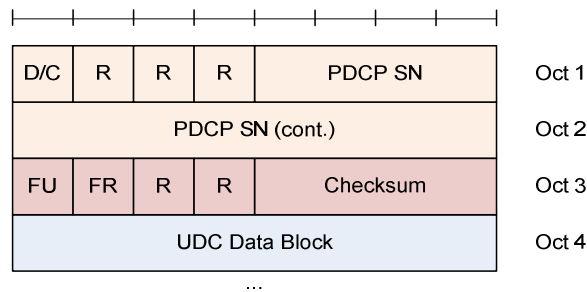 D/C R R R PDCP SN Oct 1
PDCP SN (cont.) Oct 2
FU FR R R Checksum Oct 3
UDC Data Block Oct 4
...